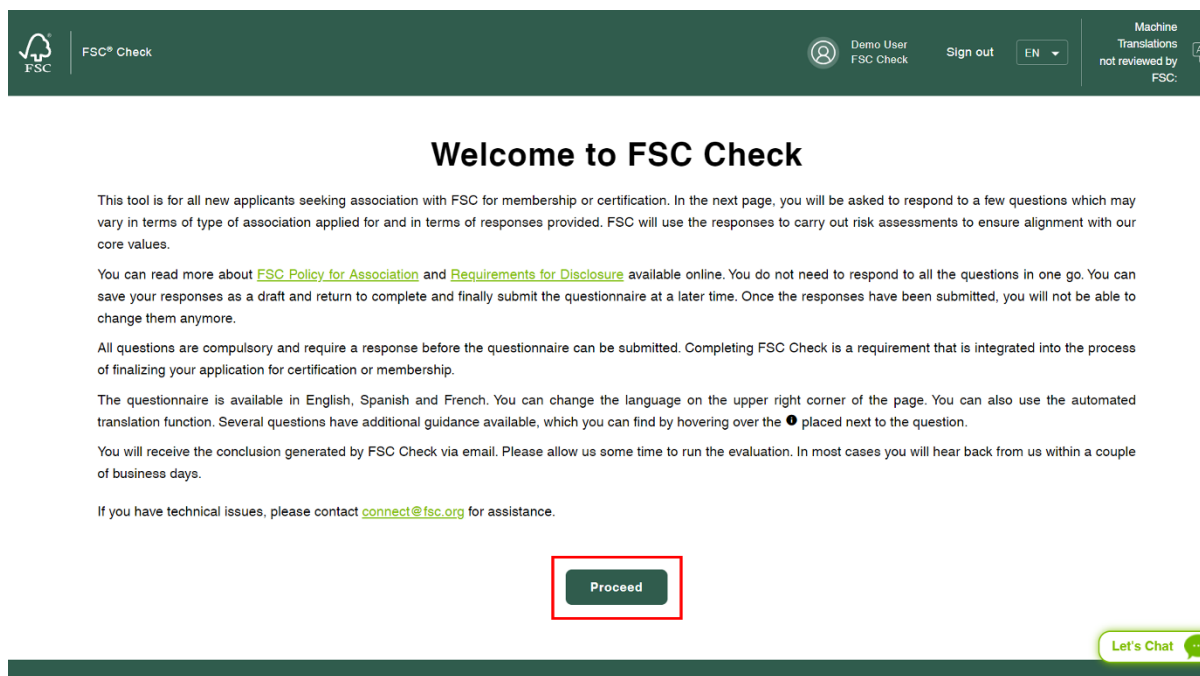 FSC
FSC® Check
Demo User
FSC Check
Sign out
EN
Machine
Translations
not reviewed by
FSC:
Welcome to FSC Check
This tool is for all new applicants seeking association with FSC for membership or certification. In the next page, you will be asked to respond to a few questions which may
vary in terms of type of association applied for and in terms of responses provided. FSC will use the responses to carry out risk assessments to ensure alignment with our
core values.
You can read more about FSC Policy for Association and Requirements for Disclosure available online. You do not need to respond to all the questions in one go. You can
save your responses as a draft and return to complete and finally submit the questionnaire at a later time. Once the responses have been submitted, you will not be able to
change them anymore.
All questions are compulsory and require a response before the questionnaire can be submitted. Completing FSC Check is a requirement that is integrated into the process
of finalizing your application for certification or membership.
The questionnaire is available in English, Spanish and French. You can change the language on the upper right corner of the page. You can also use the automated
translation function. Several questions have additional guidance available, which you can find by hovering over the placed next to the question.
You will receive the conclusion generated by FSC Check via email. Please allow us some time to run the evaluation. In most cases you will hear back from us within a couple
of business days.
If you have technical issues, please contact connect@fsc.org for assistance.
Proceed
Let's Chat